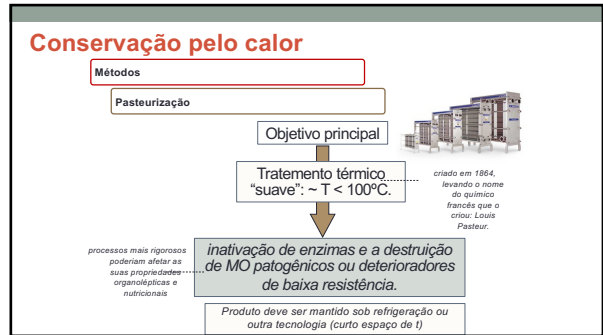 Conservação pelo calor
Métodos
Pasteurização
Objetivo principal
Tratemento térmico
“suave”: ~ T < 100ºC.
criado em 1864,
levando o nome
do químico
francês que o
criou: Louis
Pasteur.
processos mais rigorosos
poderiam afetar as
suas propriedades
organolépticas e
nutricionais
inativação de enzimas e a destruição
de MO patogênicos ou deterioradores
de baixa resistência.
Produto deve ser mantido sob refrigeração ou
outra tecnologia (curto espaço de t)